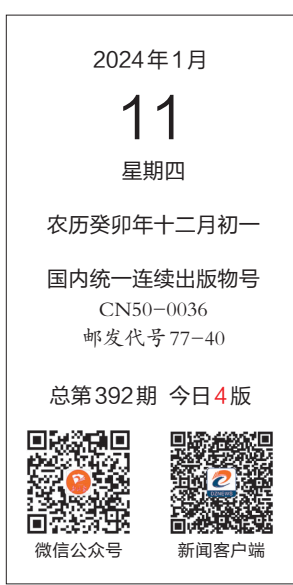 2024年1月
11
星期四
农历癸卯年十二月初一
国内统一连续出版物号
CN50-0036
邮发代号77-40
总第392期 今日4版
DZNEWS
微信公众号 新闻客户端